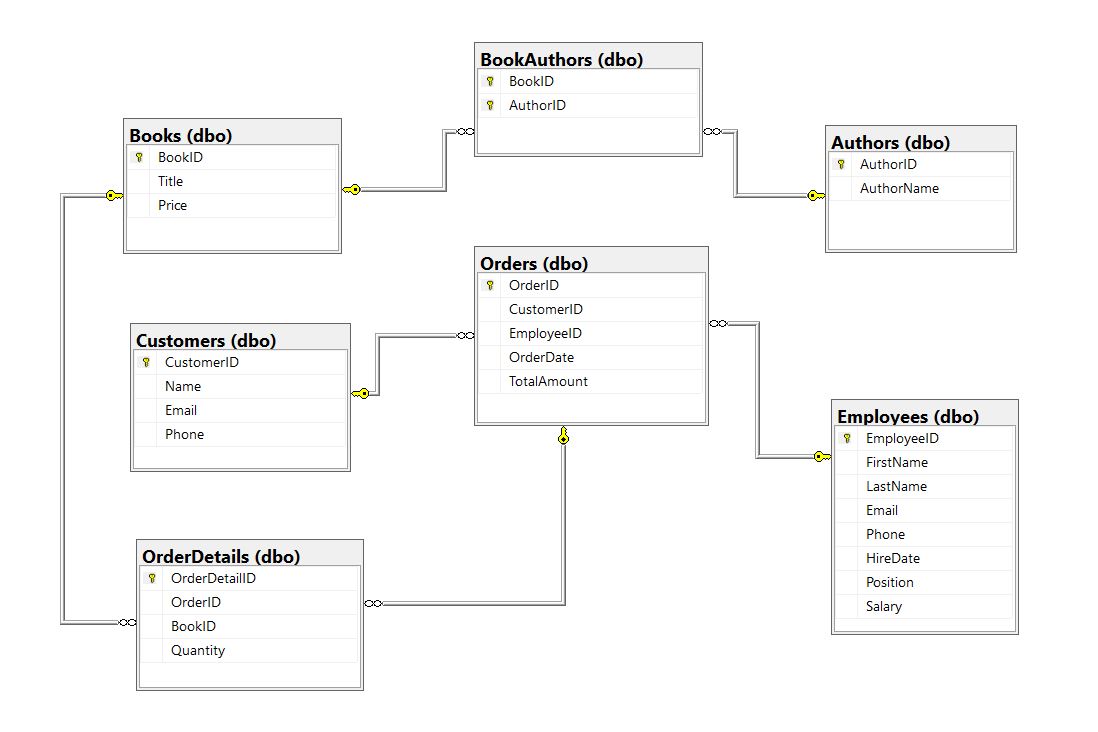 BookAuthors (dbo)
BookID
AuthorID
Books (dbo)
BookID
Title
Price
Authors (dbo)
AuthorID
AuthorName
Orders (dbo)
OrderID
CustomerID
EmployeeID
OrderDate
TotalAmount
Customers (dbo)
CustomerID
Name
Email
Phone
Employees (dbo)
EmployeeID
FirstName
LastName
Email
Phone
HireDate
Position
Salary
OrderDetails (dbo)
OrderDetailID
OrderID
BookID
Quantity